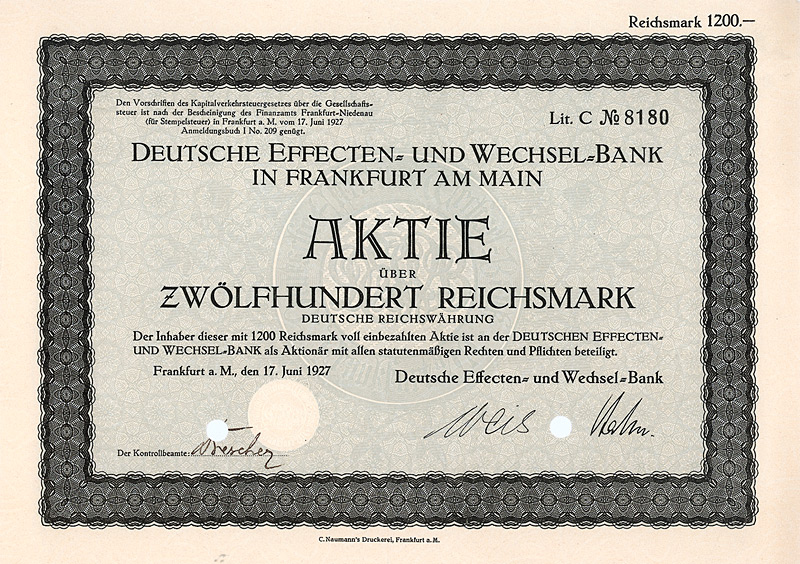 Reichsmark 1200.—
Den Vorschriften des Kapitalverkehrsteuergesetzes über die Gesellschafts-
steuer ist nach der Bescheinigung des Finanzamts Frankfurt-Niedenau
(für Stempelsteuer) in Frankfurt a. M. vom 17. Juni 1927
Anmeldungsbuch I No. 209 genügt.
Lit. C № 8180
DEUTSCHE EFFECTEN- UND WECHSEL-BANK
IN FRANKFURT AM MAIN
AKTIE
ÜBER
ZWÖLFHUNDERT REICHSMARK
DEUTSCHE REICHSWÄHRUNG
Der Inhaber dieser mit 1200 Reichsmark voll einbezahlten Aktie ist an der DEUTSCHEN EFFECTEN-
UND WECHSEL-BANK als Aktionär mit allen statutenmäßigen Rechten und Pflichten beteiligt.
Frankfurt a. M., den 17. Juni 1927
Deutsche Effecten- und Wechsel-Bank
Weis
Der Kontrollbeamte:
C. Naumann's Druckerei, Frankfurt a. M.